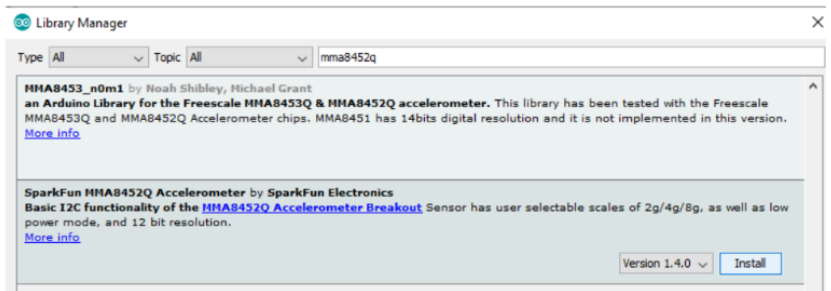 Library Manager
Type All Topic All mma8452q
MMA8453_n0m1 by Noah Shibley, Michael Grant
an Arduino Library for the Freescale MMA8453Q & MMA8452Q accelerometer. This library has been tested with the Freescale
MMA8453Q and MMA8452Q Accelerometer chips. MMA8451 has 14bits digital resolution and it is not implemented in this version.
More info
SparkFun MMA8452Q Accelerometer by SparkFun Electronics
Basic I2C functionality of the MMA8452Q Accelerometer Breakout Sensor has user selectable scales of 2g/4g/8g, as well as low
power mode, and 12 bit resolution.
More info
Version 1.4.0 Install